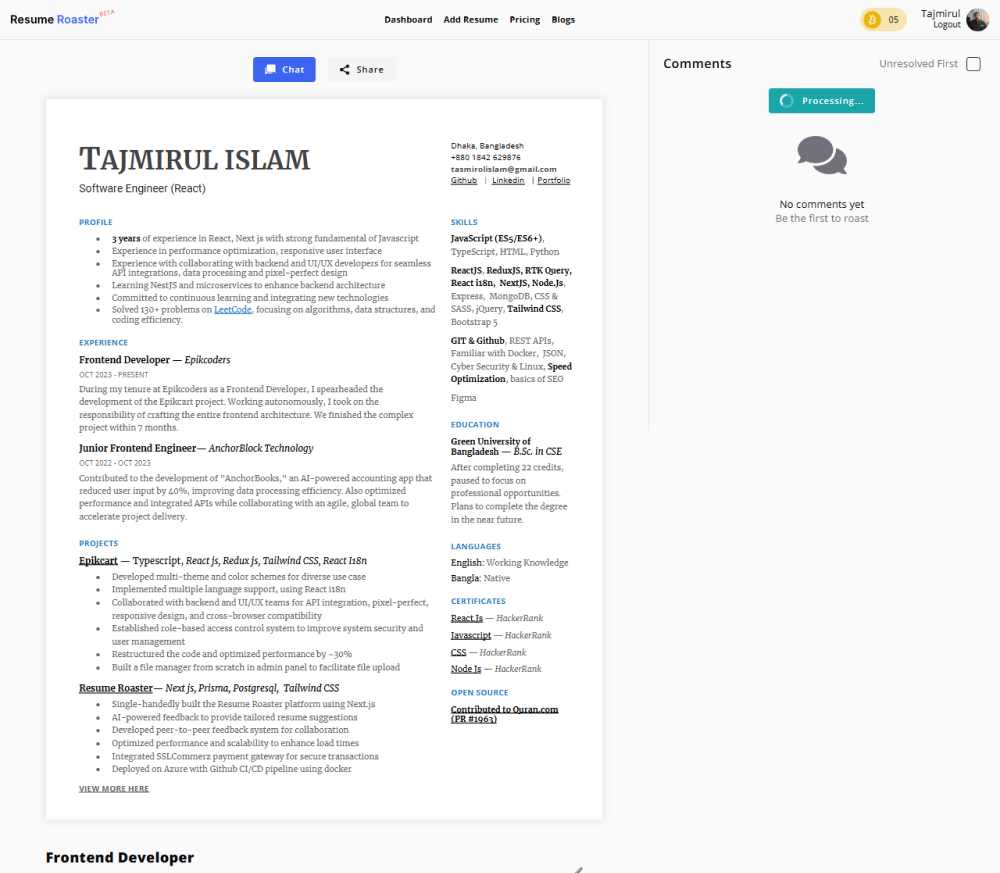 Resume Roaster BETA
Dashboard Add Resume Pricing Blogs
05
Tajmirul
Logout
Chat
Share
TAJMIRUL ISLAM
Software Engineer (React)
Dhaka, Bangladesh
+880 1842 629876
tasmirolislam@gmail.com
Github | Linkedin | Portfolio
PROFILE
• 3 years of experience in React, Next js with strong fundamental of Javascript
• Experience in performance optimization, responsive user interface
• Experience with collaborating with backend and UI/UX developers for seamless
API integrations, data processing and pixel-perfect design
• Learning NestJS and microservices to enhance backend architecture
• Committed to continuous learning and integrating new technologies
• Solved 130+ problems on LeetCode, focusing on algorithms, data structures, and
coding efficiency.
EXPERIENCE
Frontend Developer — Epikcoders
OCT 2023 - PRESENT
During my tenure at Epikcoders as a Frontend Developer, I spearheaded the
development of the Epikcart project. Working autonomously, I took on the
responsibility of crafting the entire frontend architecture. We finished the complex
project within 7 months.
Junior Frontend Engineer— AnchorBlock Technology
OCT 2022 - OCT 2023
Contributed to the development of "AnchorBooks," an AI-powered accounting app that
reduced user input by 40%, improving data processing efficiency. Also optimized
performance and integrated APIs while collaborating with an agile, global team to
accelerate project delivery.
PROJECTS
Epikcart — Typescript, React js, Redux js, Tailwind CSS, React I18n
• Developed multi-theme and color schemes for diverse use case
• Implemented multiple language support, using React i18n
• Collaborated with backend and UI/UX teams for API integration, pixel-perfect,
responsive design, and cross-browser compatibility
• Established role-based access control system to improve system security and
user management
• Restructured the code and optimized performance by ~30%
• Built a file manager from scratch in admin panel to facilitate file upload
Resume Roaster— Next js, Prisma, Postgresql, Tailwind CSS
• Single-handedly built the Resume Roaster platform using Next.js
• AI-powered feedback to provide tailored resume suggestions
• Developed peer-to-peer feedback system for collaboration
• Optimized performance and scalability to enhance load times
• Integrated SSLCommerz payment gateway for secure transactions
• Deployed on Azure with Github CI/CD pipeline using docker
VIEW MORE HERE
SKILLS
JavaScript (ES5/ES6+),
TypeScript, HTML, Python
ReactJS, ReduxJS, RTK Query,
React i18n, NextJS, Node.Js,
Express, MongoDB, CSS &
SASS, jQuery, Tailwind CSS,
Bootstrap 5
GIT & Github, REST APIs,
Familiar with Docker, JSON,
Cyber Security & Linux, Speed
Optimization, basics of SEO
Figma
EDUCATION
Green University of
Bangladesh — B.Sc. in CSE
After completing 22 credits,
paused to focus on
professional opportunities.
Plans to complete the degree
in the near future.
LANGUAGES
English: Working Knowledge
Bangla: Native
CERTIFICATES
React.Js — HackerRank
Javascript — HackerRank
CSS — HackerRank
Node Js — HackerRank
OPEN SOURCE
Contributed to Quran.com
(PR #1963)
Frontend Developer
Comments
Unresolved First
Processing...
No comments yet
Be the first to roast